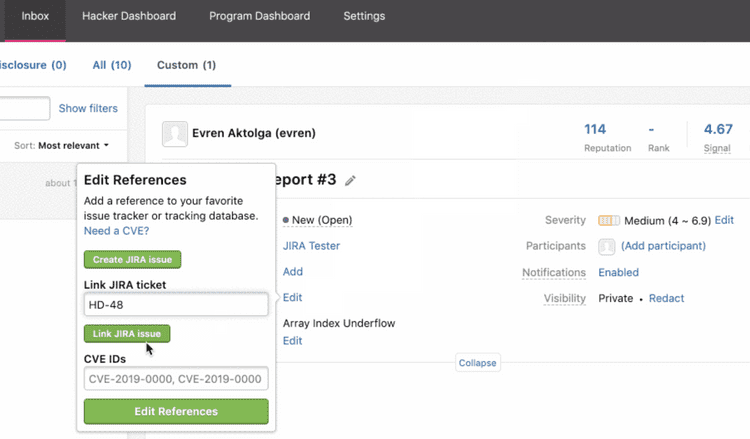 Inbox
Hacker Dashboard
Program Dashboard
Settings
isclosure (0)
All (10)
Custom (1)
Show filters
Sort: Most relevant
about 1
Evren Aktolga (evren)
114
Reputation
-
Rank
4.67
Signal
eport #3
Edit References
Add a reference to your favorite
issue tracker or tracking database.
Need a CVE?
Create JIRA issue
Link JIRA ticket
HD-48
Link JIRA issue
CVE IDs
CVE-2019-0000, CVE-2019-0000
Edit References
New (Open)
JIRA Tester
Add
Edit
Array Index Underflow
Edit
Severity Medium (4 ~ 6.9) Edit
Participants (Add participant)
Notifications Enabled
Visibility Private • Redact
Collapse